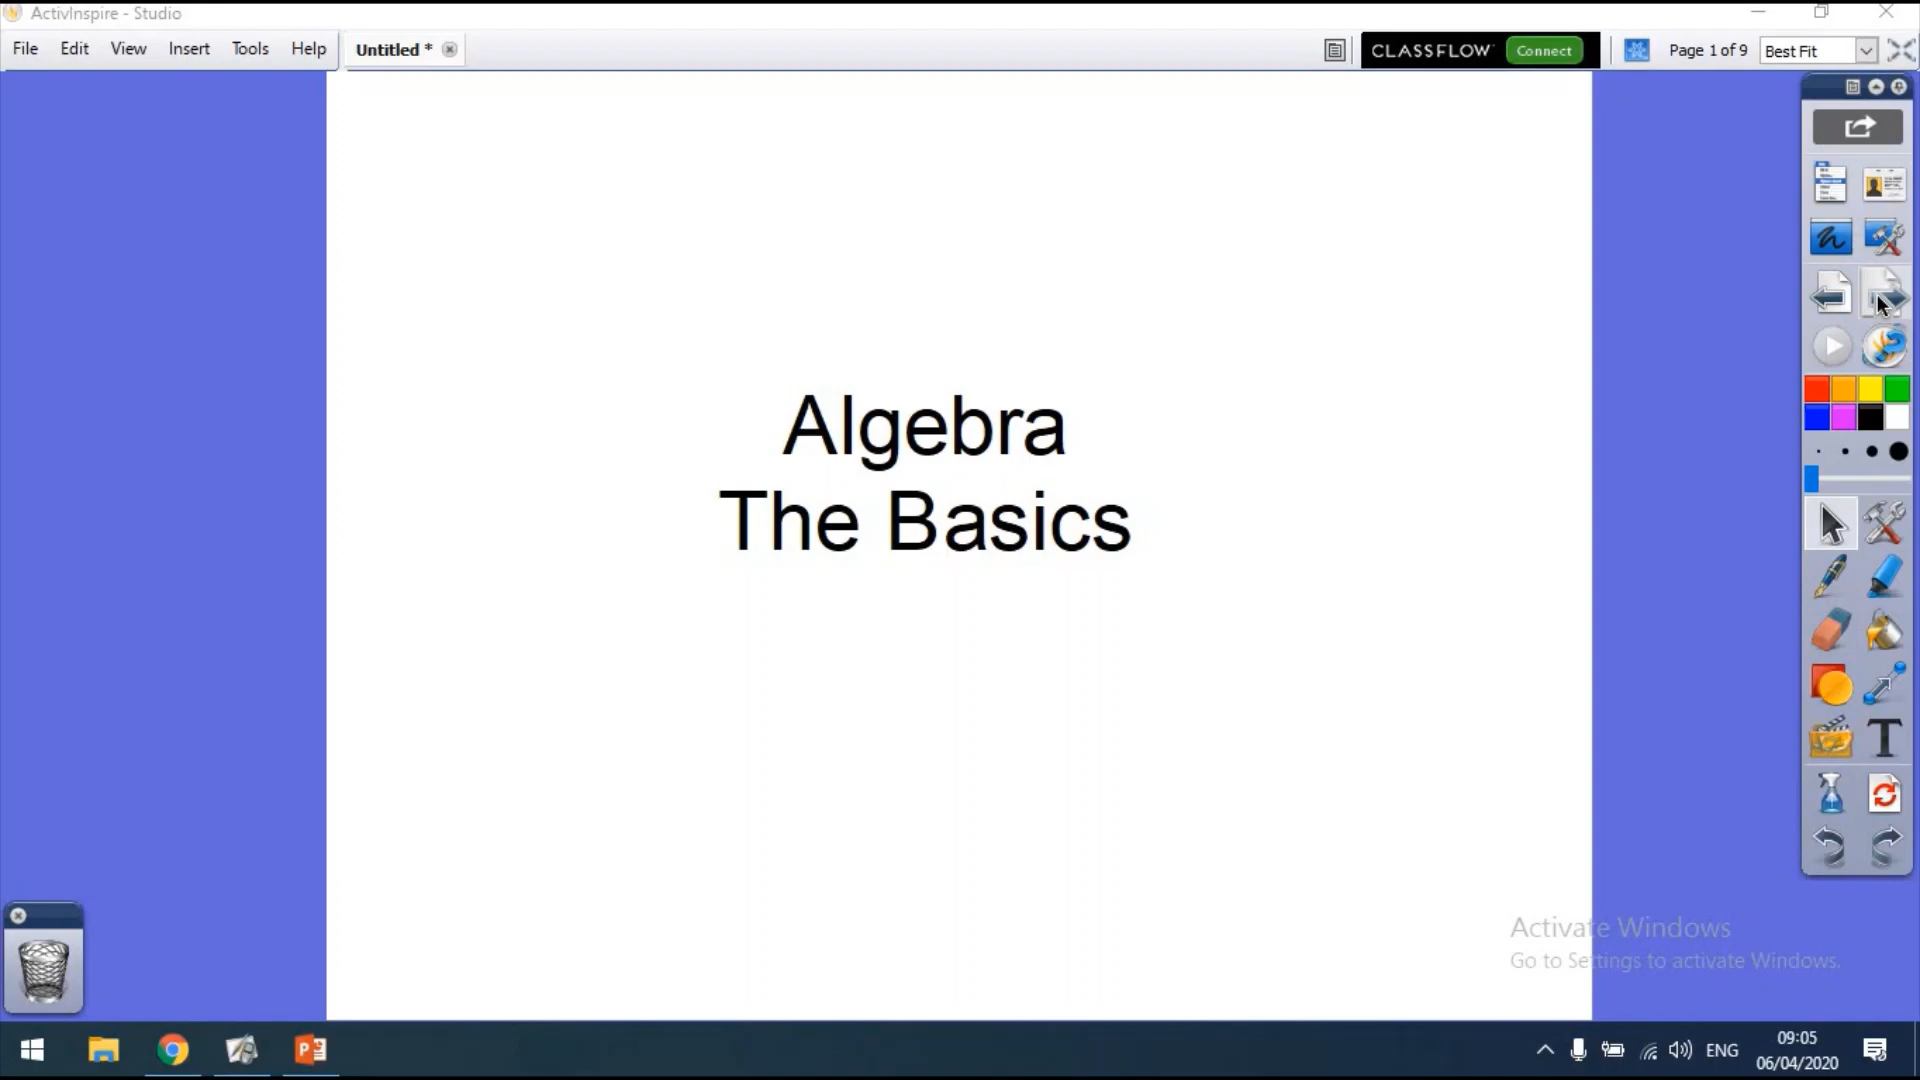 ActivInspire - Studio
File Edit View Insert Tools Help Untitled * CLASSFLOW Connect Page 1 of 9 Best Fit
Algebra
The Basics
T
Activate Windows
Go to Settings to activate Windows.
P ENG 09:05
06/04/2020